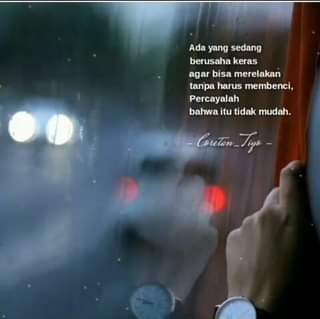 Ada yang sedang
berusaha keras
agar bisa merelakan
tanpa harus membenci,
Percayalah
bahwa itu tidak mudah.
- Coretan_Tiyo -